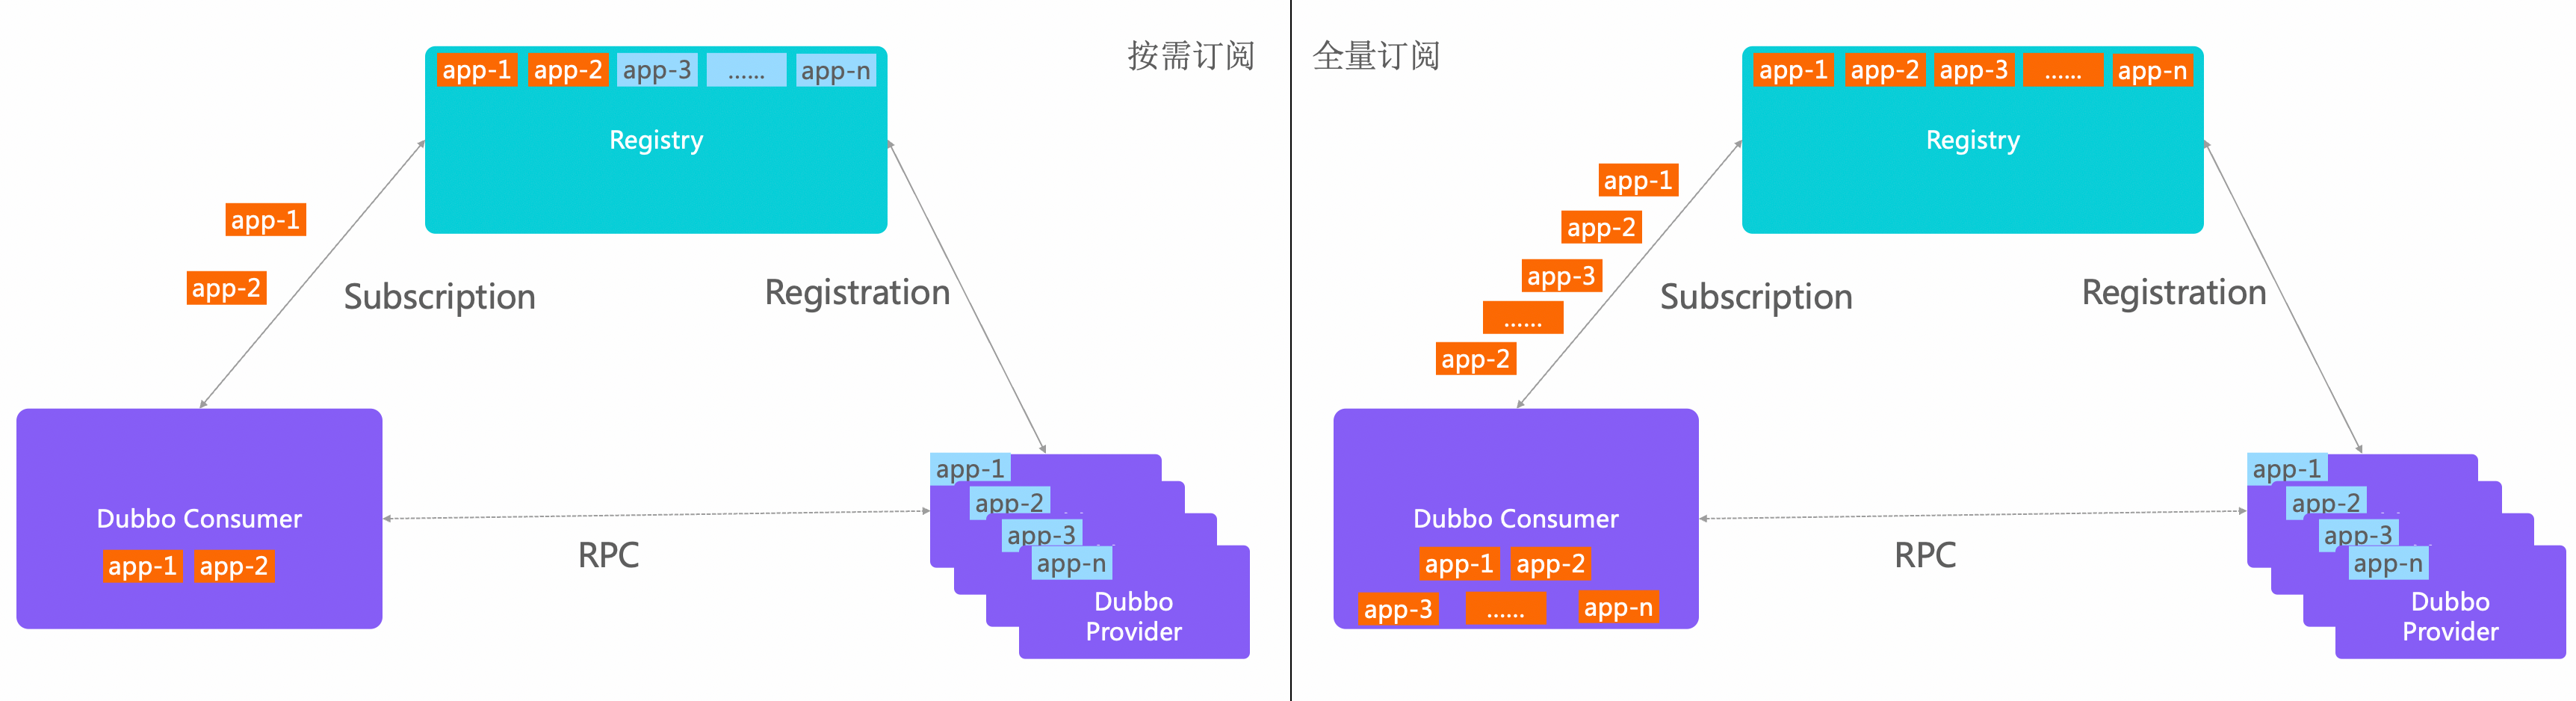 按需订阅
app-1 app-2 app-3 ...... app-n
Registry
app-1
app-2
Subscription
Registration
Dubbo Consumer
app-1 app-2
RPC
app-1
app-2
app-3
app-n
Dubbo
Provider
全量订阅
app-1 app-2 app-3 ...... app-n
Registry
app-1
app-2
app-3
......
app-2
Subscription
Registration
Dubbo Consumer
app-1 app-2
app-3 ...... app-n
RPC
app-1
app-2
app-3
app-n
Dubbo
Provider